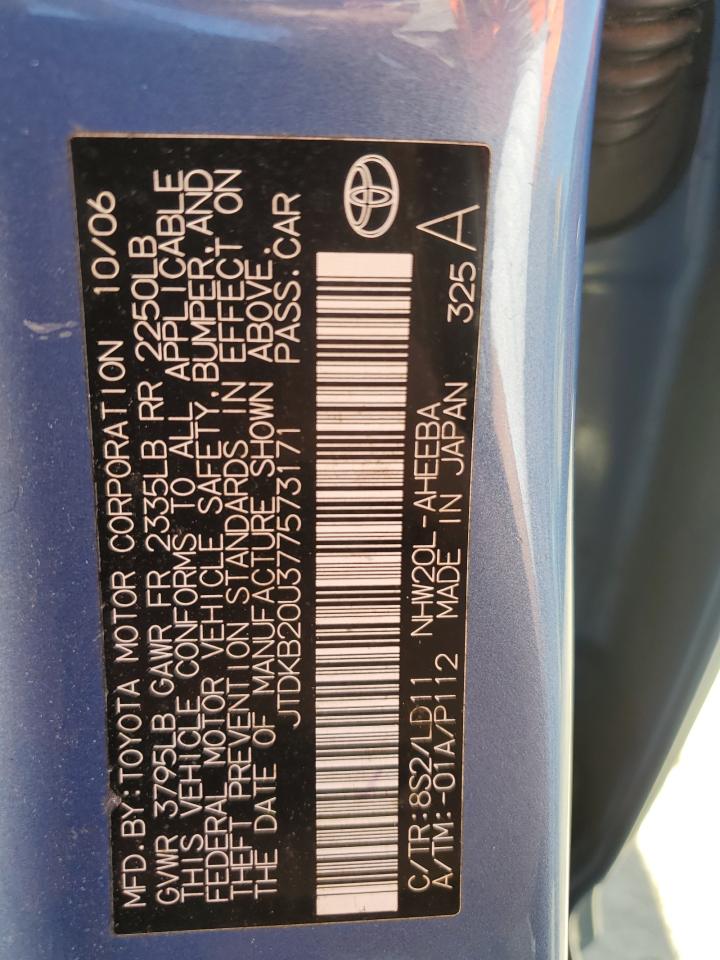 MFD.BY:TOYOTA MOTOR CORPORATION 10/06
GVWR 3795LB GAWR FR 2335LB RR 2250LB
THIS VEHICLE CONFORMS TO ALL APPLICABLE
FEDERAL MOTOR VEHICLE SAFETY,BUMPER,AND
THEFT PREVENTION STANDARDS IN EFFECT ON
THE DATE OF MANUFACTURE SHOWN ABOVE.
JTDKB20U377573171 PASS.CAR
C/TR:8S2/LD11 NHW20L-AHEEBA
A/TM:-01A/P112 MADE IN JAPAN 325 A